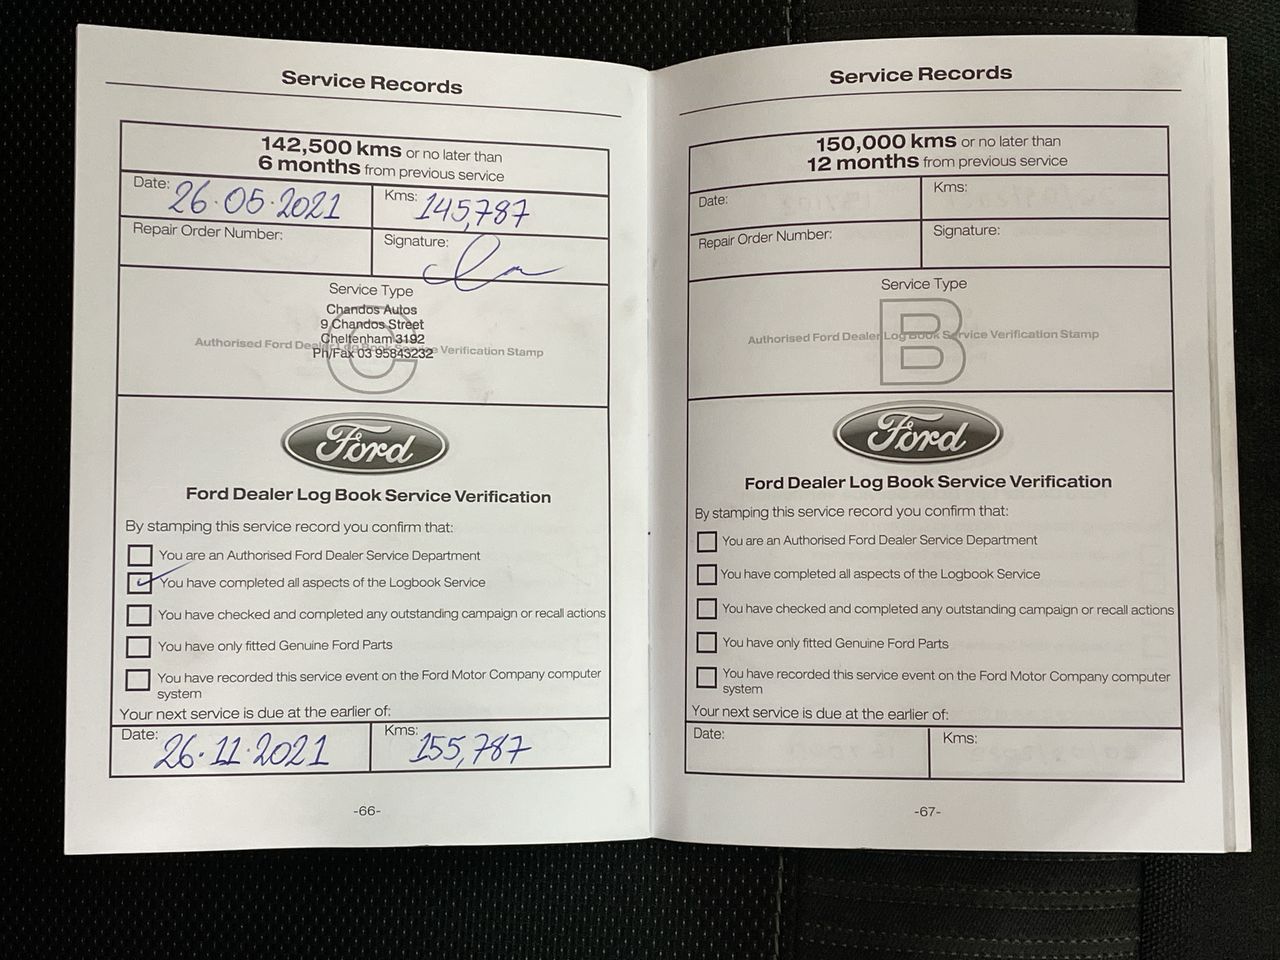 Service Records
142,500 kms or no later than
6 months from previous service
Date: 26.05.2021
Kms: 145,787
Repair Order Number:
Signature:
Service Type
C
Chandos Autos
9 Chandos Street
Cheltenham 3192
Ph/Fax 03 95843232
Authorised Ford Dealer Log Book Service Verification Stamp
Ford
Ford Dealer Log Book Service Verification
By stamping this service record you confirm that:
You are an Authorised Ford Dealer Service Department
You have completed all aspects of the Logbook Service
You have checked and completed any outstanding campaign or recall actions
You have only fitted Genuine Ford Parts
You have recorded this service event on the Ford Motor Company computer
system
Your next service is due at the earlier of:
Date: 26.11.2021
Kms: 155,787
-66-
Service Records
150,000 kms or no later than
12 months from previous service
Date:
Kms:
Repair Order Number:
Signature:
Service Type
B
Authorised Ford Dealer Log Book Service Verification Stamp
Ford
Ford Dealer Log Book Service Verification
By stamping this service record you confirm that:
You are an Authorised Ford Dealer Service Department
You have completed all aspects of the Logbook Service
You have checked and completed any outstanding campaign or recall actions
You have only fitted Genuine Ford Parts
You have recorded this service event on the Ford Motor Company computer
system
Your next service is due at the earlier of:
Date:
Kms:
-67-